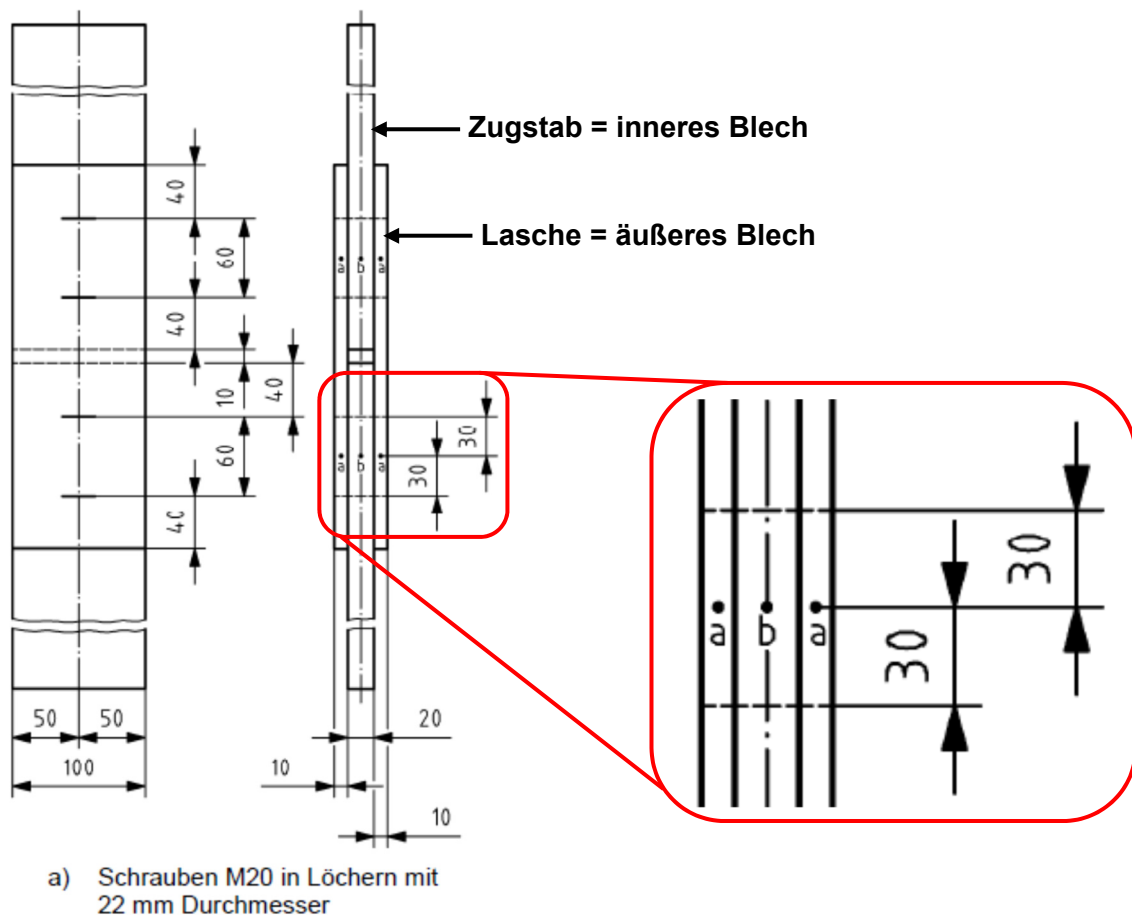 Zugstab = inneres Blech
Lasche = äußeres Blech
40
60
40
10
40
60
40
a b a
a b a
30
30
a b a
30
30
50 50
100
20
10
10
a) Schrauben M20 in Löchern mit
22 mm Durchmesser